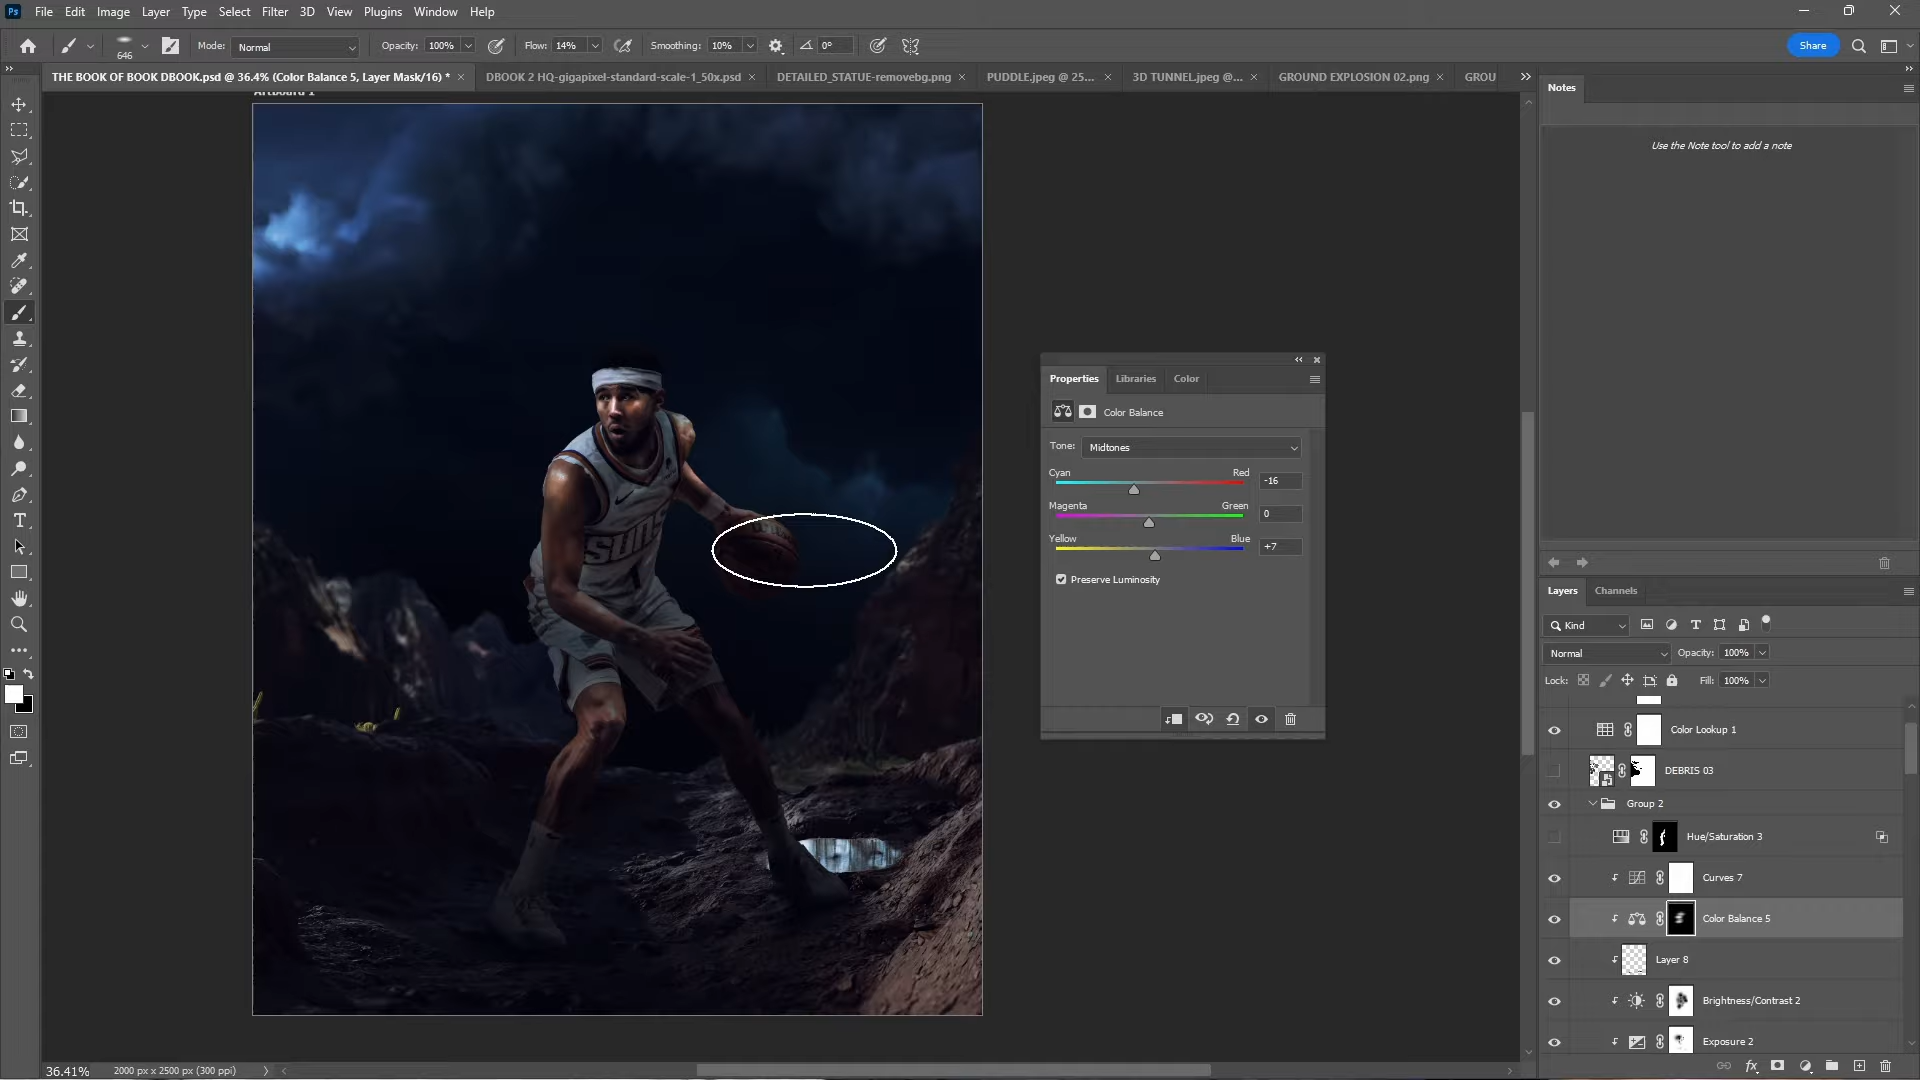 Ps File Edit Image Layer Type Select Filter 3D View Plugins Window Help
646 Mode: Normal Opacity: 100% Flow: 14% Smoothing: 10% 0° Share
THE BOOK OF BOOK DBOOK.psd @ 36.4% (Color Balance 5, Layer Mask/16) * × DBOOK 2 HQ-gigapixel-standard-scale-1_50x.psd × DETAILED_STATUE-removebg.png × PUDDLE.jpeg @ 25... × 3D TUNNEL.jpeg @... × GROUND EXPLOSION 02.png × GROU
Artboard 1
Notes
Use the Note tool to add a note
SUNS
Properties Libraries Color
Color Balance
Tone: Midtones
Cyan Red -16
Magenta Green 0
Yellow Blue +7
Preserve Luminosity
Layers Channels
Kind
Normal Opacity: 100%
Lock: Fill: 100%
Color Lookup 1
DEBRIS 03
Group 2
Hue/Saturation 3
Curves 7
Color Balance 5
Layer 8
Brightness/Contrast 2
Exposure 2
36.41% 2000 px x 2500 px (300 ppi)